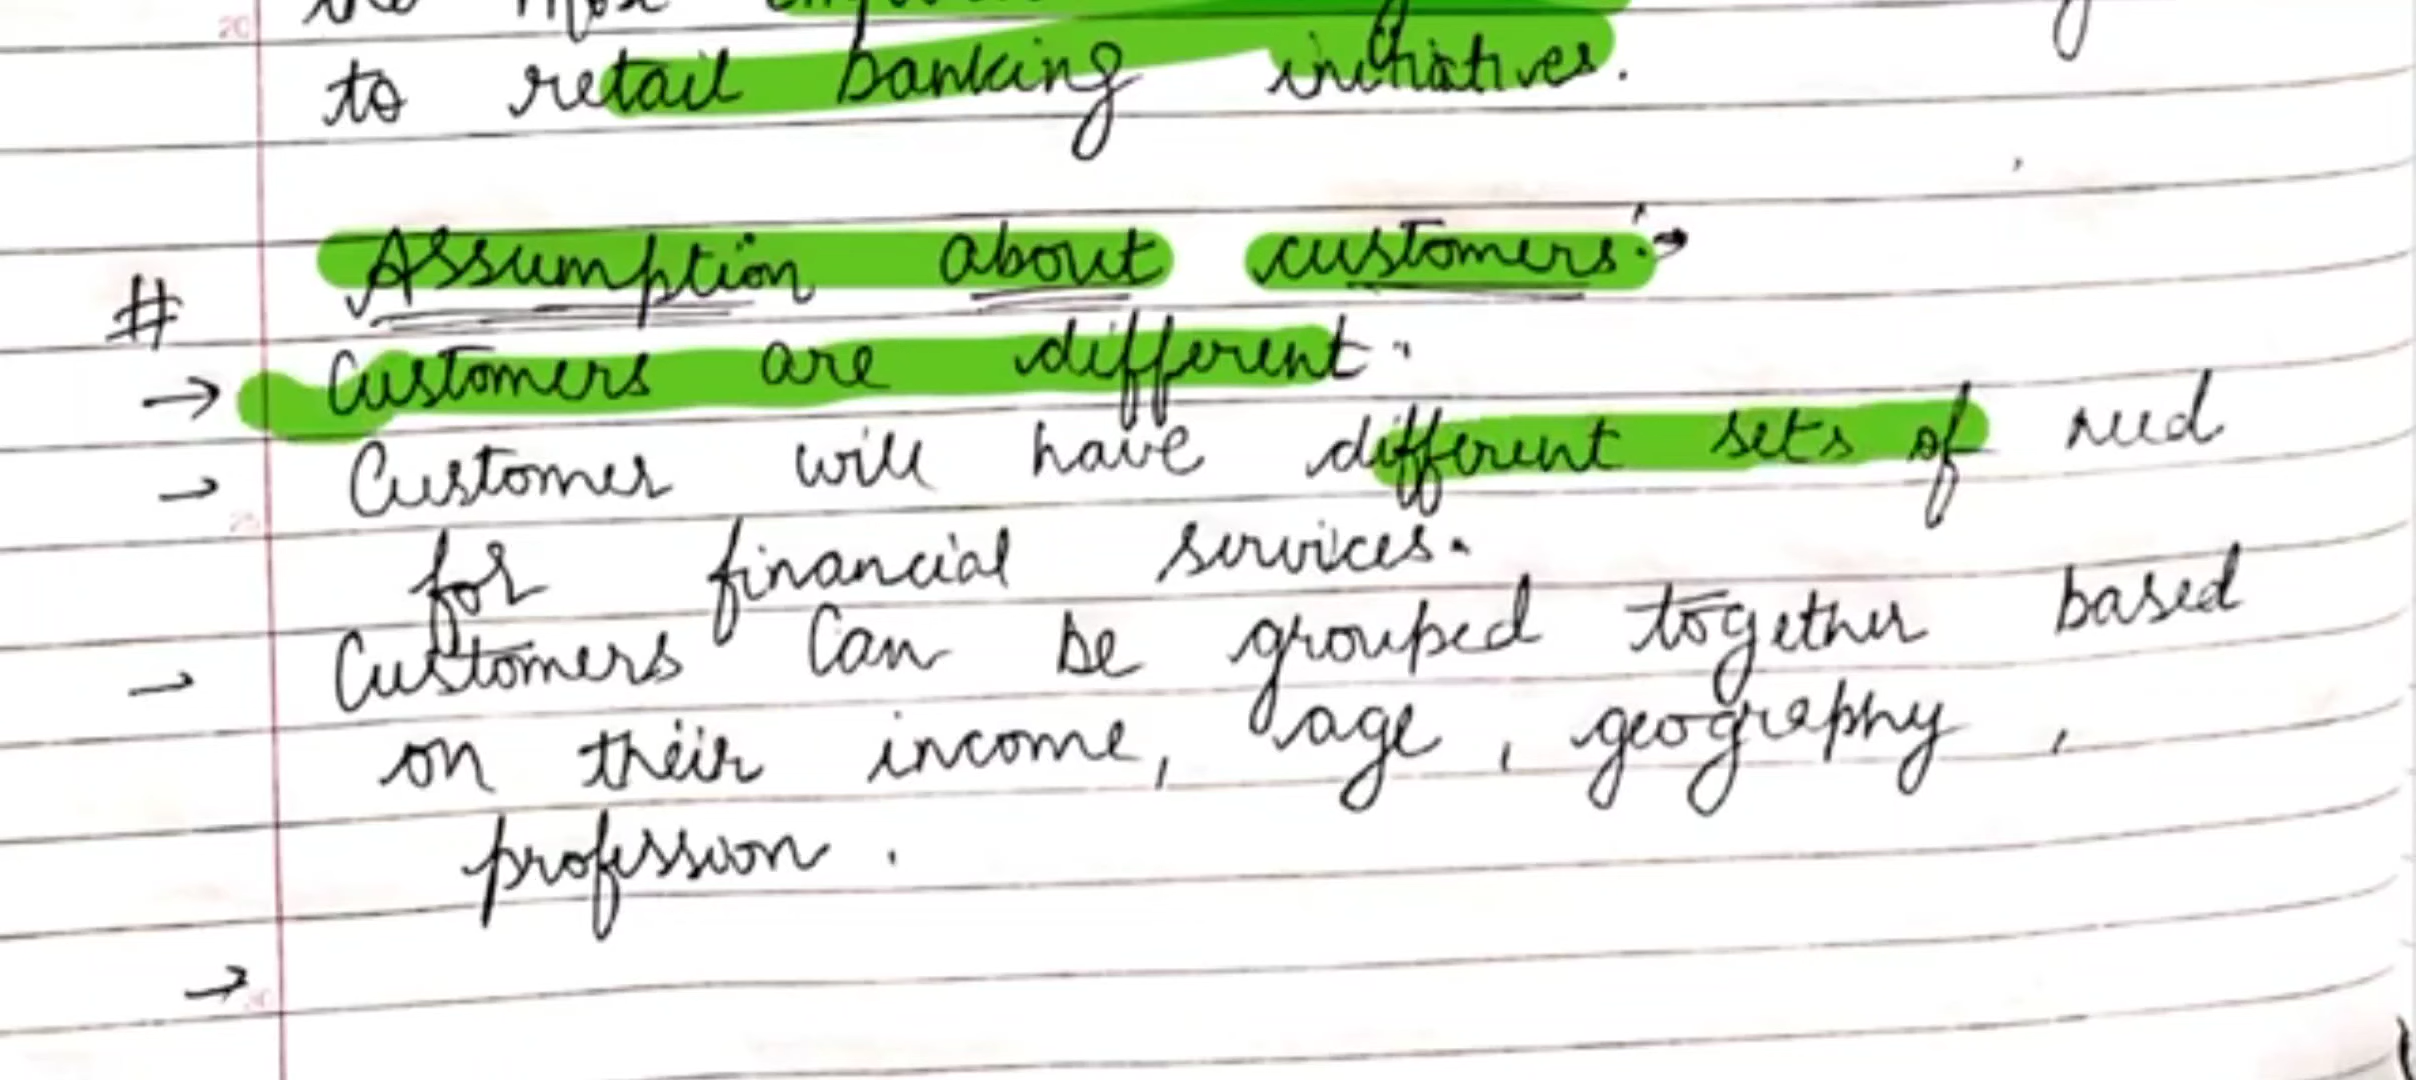 to retail banking initiatives.
# Assumption about customers :→
→ Customers are different.
→ Customer will have different sets of need
for financial services.
→ Customers Can be grouped together based
on their income, age, geography,
profession.
→